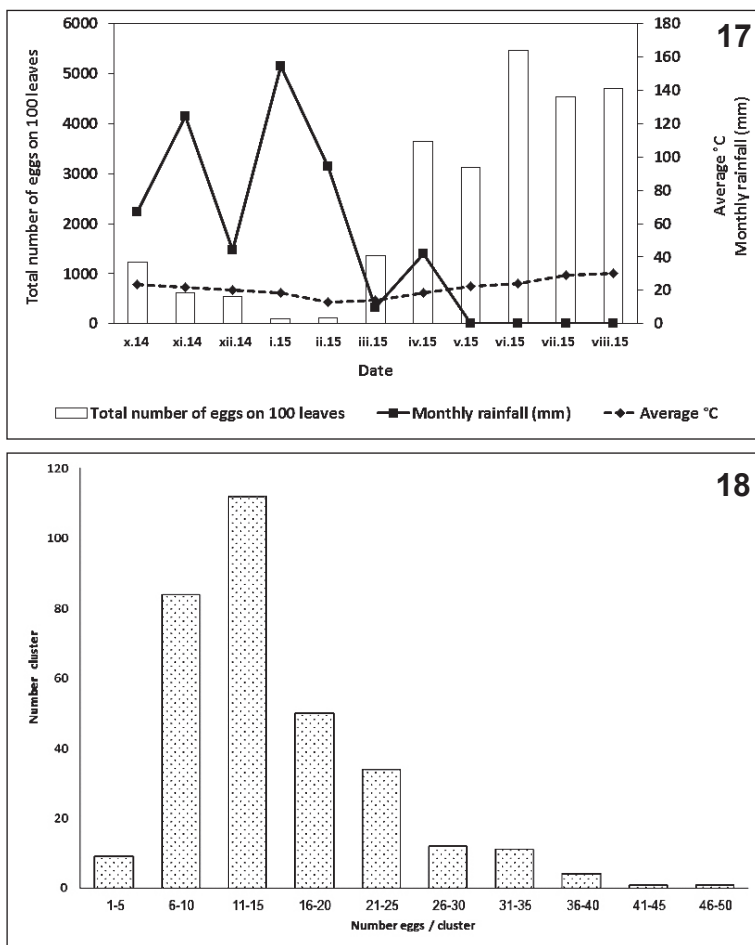 17
Total number of eggs on 100 leaves
6000
5000
4000
3000
2000
1000
0
180
160
140
120
100
80
60
40
20
0
Average °C
Monthly rainfall (mm)
x.14 xi.14 xii.14 i.15 ii.15 iii.15 iv.15 v.15 vi.15 vii.15 viii.15
Date
Total number of eggs on 100 leaves Monthly rainfall (mm) Average °C
18
Number cluster
120
100
80
60
40
20
0
1-5 6-10 11-15 16-20 21-25 26-30 31-35 36-40 41-45 46-50
Number eggs / cluster